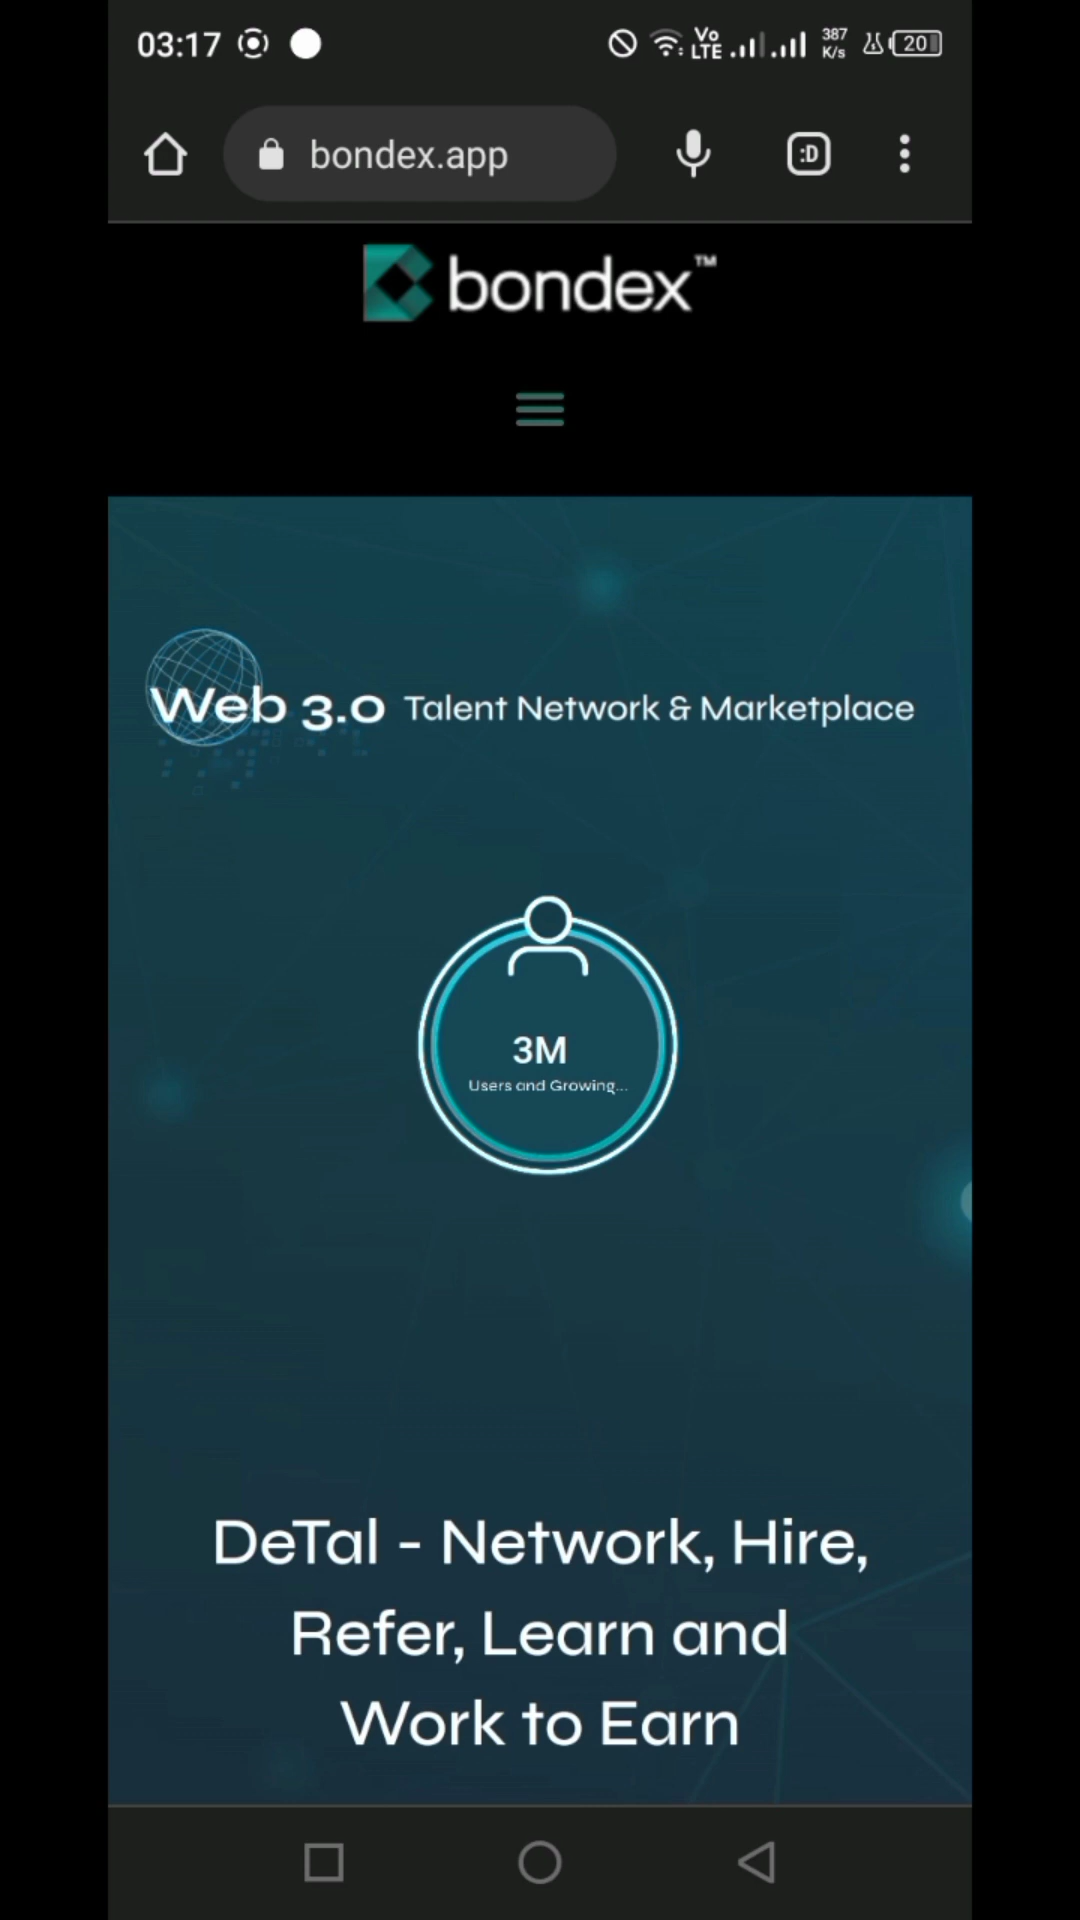 03:17
Vo
LTE
387
K/s
20
bondex.app
:D
bondex™
Web 3.0 Talent Network & Marketplace
3M
Users and Growing...
DeTal - Network, Hire,
Refer, Learn and
Work to Earn